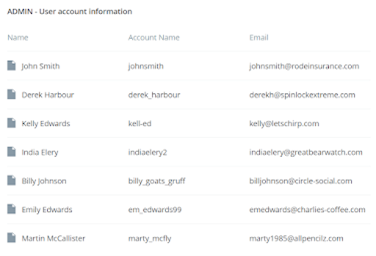 ADMIN - User account information
Name Account Name Email
John Smith johnsmith johnsmith@rodeinsurance.com
Derek Harbour derek_harbour derekh@spinlockextreme.com
Kelly Edwards kell-ed kelly@letschirp.com
India Elery indiaelery2 indiaelery@greatbearwatch.com
Billy Johnson billy_goats_gruff billjohnson@circle-social.com
Emily Edwards em_edwards99 emedwards@charlies-coffee.com
Martin McCallister marty_mcfly marty1985@allpencilz.com